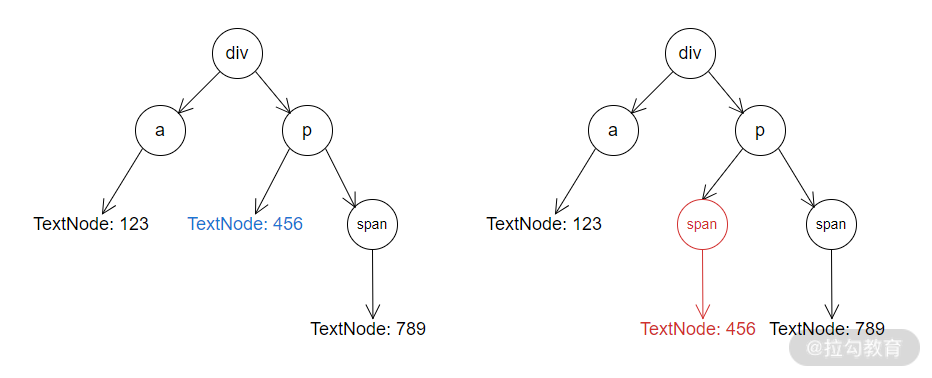 div
div
a
p
a
p
TextNode: 123
TextNode: 456
span
TextNode: 123
span
span
TextNode: 789
TextNode: 456
TextNode: 789
@拉勾教育